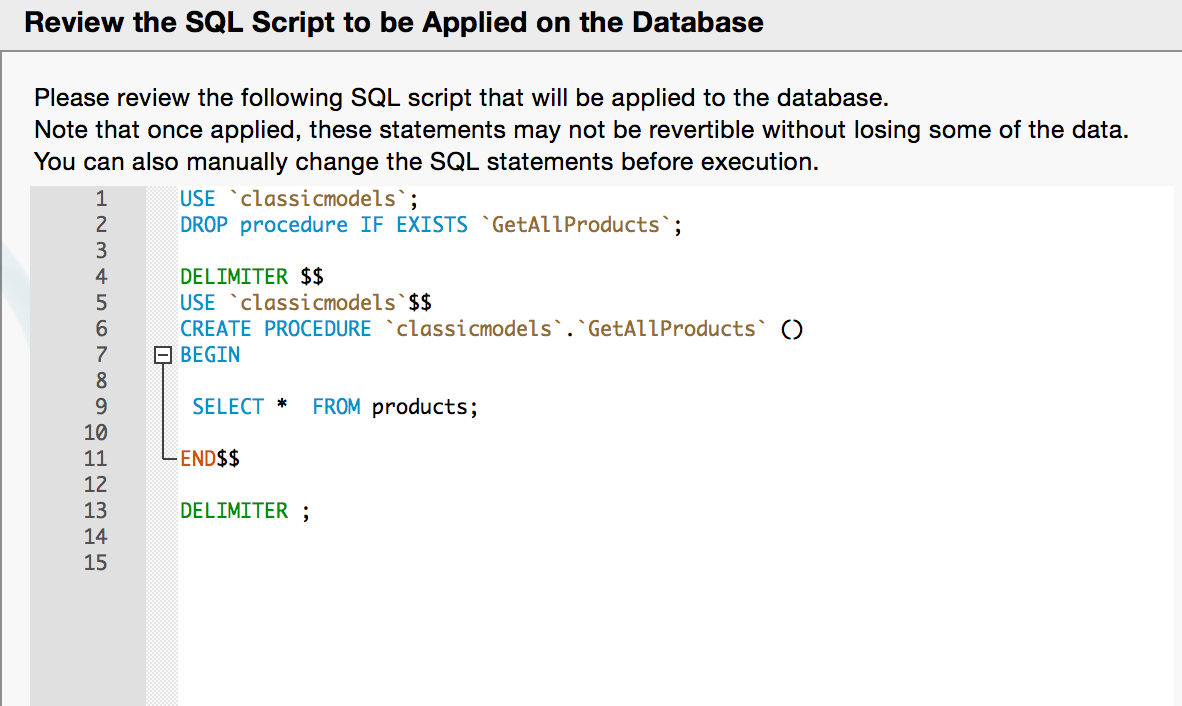 Review the SQL Script to be Applied on the Database
Please review the following SQL script that will be applied to the database.
Note that once applied, these statements may not be revertible without losing some of the data.
You can also manually change the SQL statements before execution.
1 USE `classicmodels`;
2 DROP procedure IF EXISTS `GetAllProducts`;
3
4 DELIMITER $$
5 USE `classicmodels`$$
6 CREATE PROCEDURE `classicmodels`.`GetAllProducts` ()
7 BEGIN
8
9  SELECT *  FROM products;
10
11 END$$
12
13 DELIMITER ;
14
15